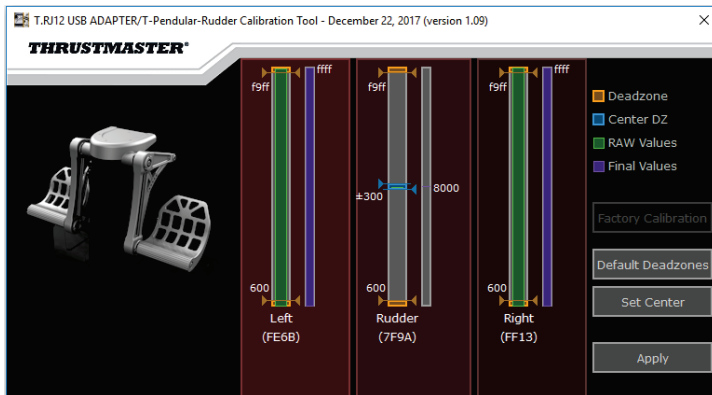 T.RJ12 USB ADAPTER/T-Pendular-Rudder Calibration Tool - December 22, 2017 (version 1.09)
THRUSTMASTER®
ffff
f9ff
600
Left
(FE6B)
f9ff
±300
8000
600
Rudder
(7F9A)
ffff
f9ff
600
Right
(FF13)
Deadzone
Center DZ
RAW Values
Final Values
Factory Calibration
Default Deadzones
Set Center
Apply